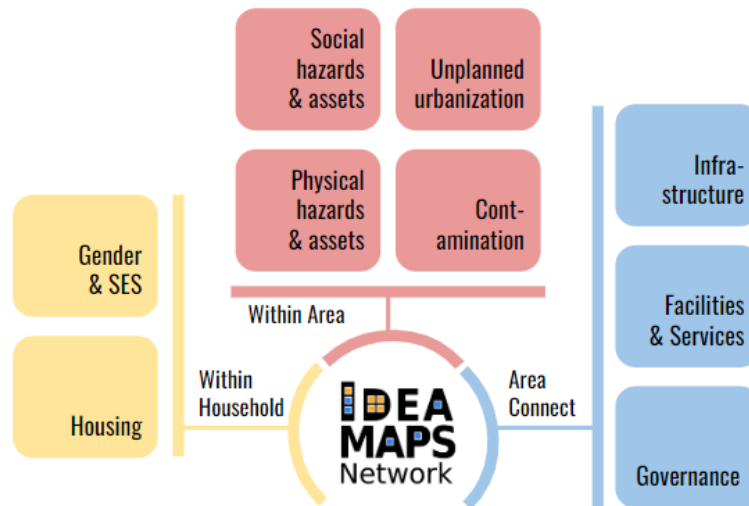 Social
hazards
& assets
Unplanned
urbanization
Physical
hazards
& assets
Cont-
amination
Within Area
Gender
& SES
Housing
Within
Household
IDEA
MAPS
Network
Area
Connect
Infra-
structure
Facilities
& Services
Governance